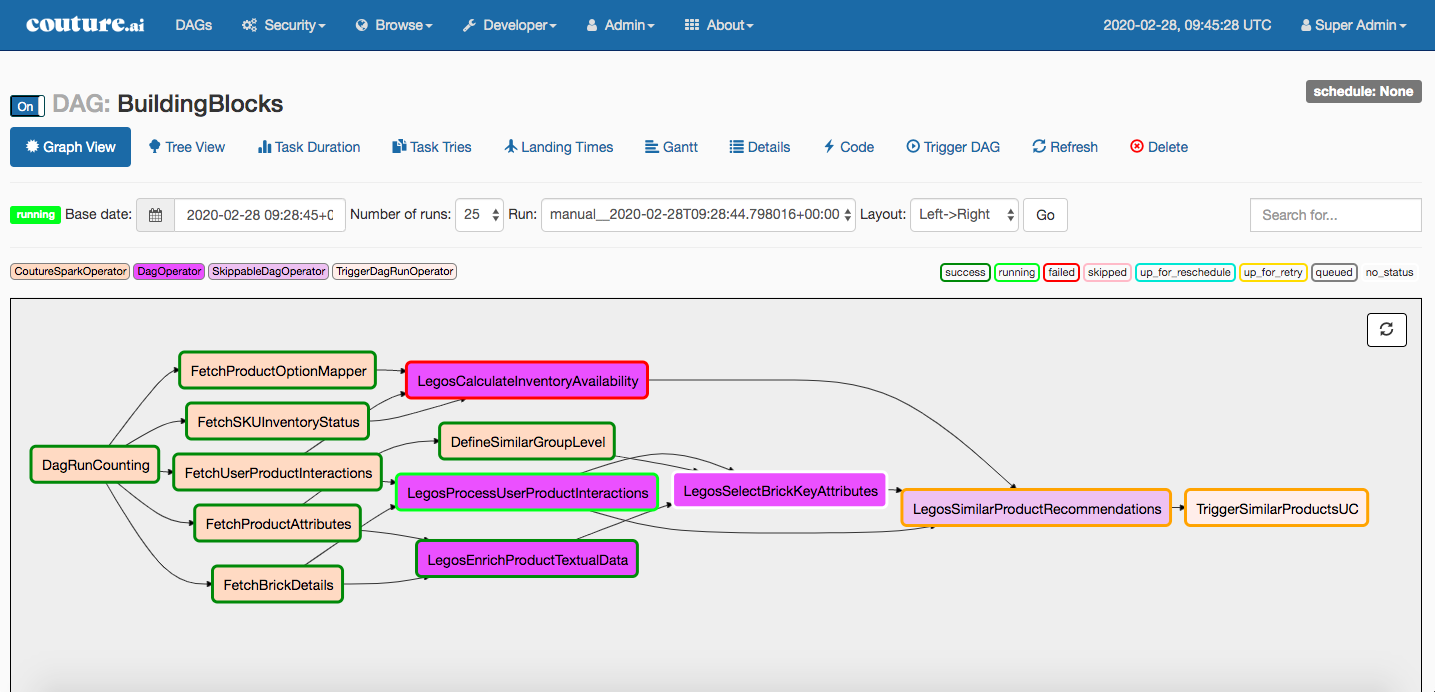 couture.ai DAGs Security Browse Developer Admin About 2020-02-28, 09:45:28 UTC Super Admin
schedule: None
On DAG: BuildingBlocks
Graph View Tree View Task Duration Task Tries Landing Times Gantt Details Code Trigger DAG Refresh Delete
running Base date: 2020-02-28 09:28:45+0 Number of runs: 25 Run: manual__2020-02-28T09:28:44.798016+00:00 Layout: Left->Right Go Search for...
CoutureSparkOperator DagOperator SkippableDagOperator TriggerDagRunOperator success running failed skipped up_for_reschedule up_for_retry queued no_status
FetchProductOptionMapper
LegosCalculateInventoryAvailability
FetchSKUInventoryStatus
DefineSimilarGroupLevel
DagRunCounting
FetchUserProductInteractions
LegosProcessUserProductInteractions
LegosSelectBrickKeyAttributes
LegosSimilarProductRecommendations
TriggerSimilarProductsUC
FetchProductAttributes
LegosEnrichProductTextualData
FetchBrickDetails